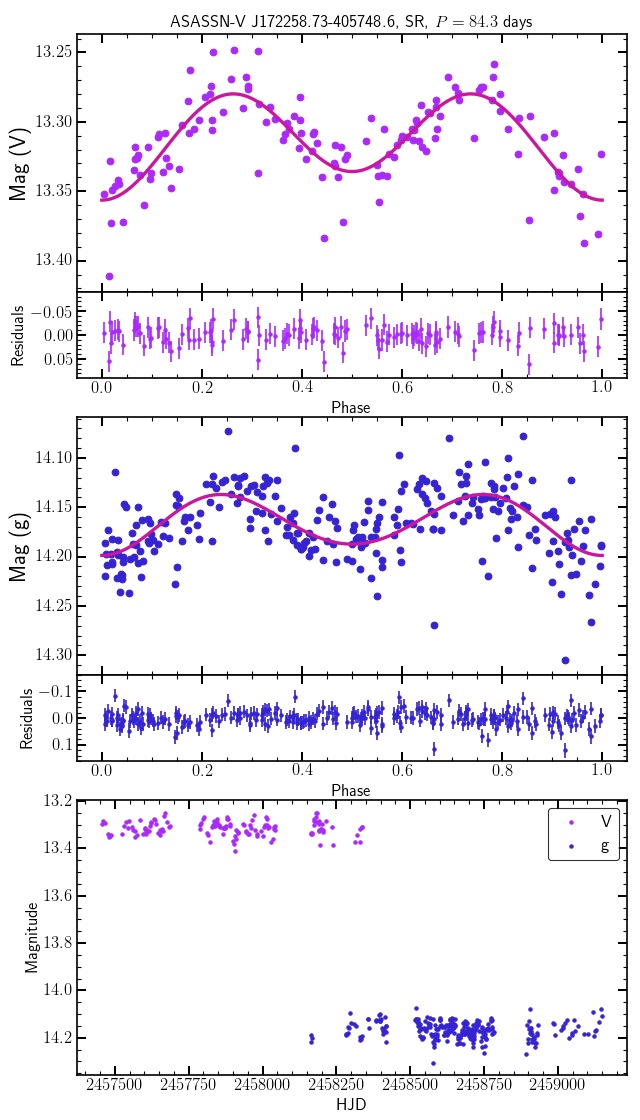 ASASSN-V J172258.73-405748.6, SR, P = 84.3 days
Mag (V)
13.25
13.30
13.35
13.40
Residuals
−0.05
0.00
0.05
0.0 0.2 0.4 0.6 0.8 1.0
Phase
Mag (g)
14.10
14.15
14.20
14.25
14.30
Residuals
−0.1
0.0
0.1
0.0 0.2 0.4 0.6 0.8 1.0
Phase
Magnitude
13.2
13.4
13.6
13.8
14.0
14.2
V
g
2457500 2457750 2458000 2458250 2458500 2458750 2459000
HJD